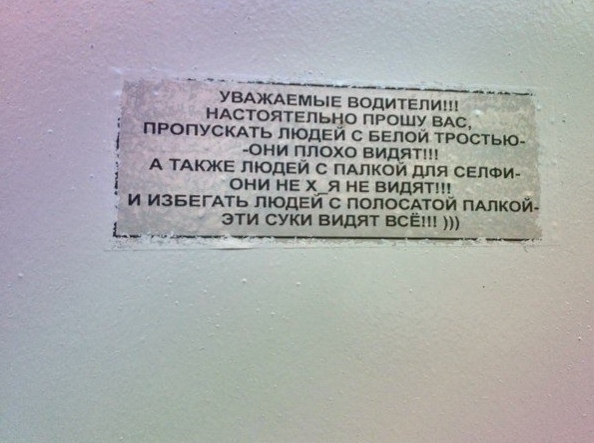 УВАЖАЕМЫЕ ВОДИТЕЛИ!!!
НАСТОЯТЕЛЬНО ПРОШУ ВАС,
ПРОПУСКАТЬ ЛЮДЕЙ С БЕЛОЙ ТРОСТЬЮ-
-ОНИ ПЛОХО ВИДЯТ!!!
А ТАКЖЕ ЛЮДЕЙ С ПАЛКОЙ ДЛЯ СЕЛФИ-
ОНИ НЕ Х_Я НЕ ВИДЯТ!!!
И ИЗБЕГАТЬ ЛЮДЕЙ С ПОЛОСАТОЙ ПАЛКОЙ-
ЭТИ СУКИ ВИДЯТ ВСЁ!!! )))